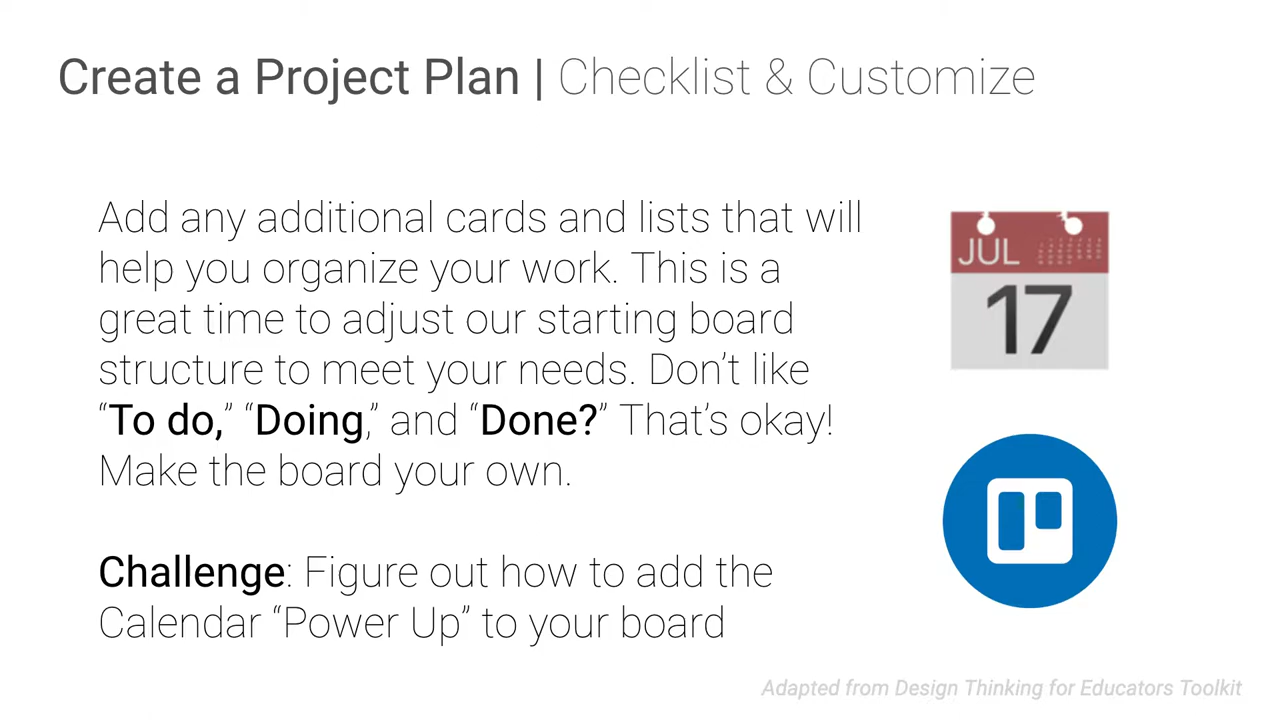 Create a Project Plan | Checklist & Customize
Add any additional cards and lists that will
help you organize your work. This is a
great time to adjust our starting board
structure to meet your needs. Don’t like
“To do,” “Doing,” and “Done?” That’s okay!
Make the board your own.
JUL
17
Challenge: Figure out how to add the
Calendar “Power Up” to your board
Adapted from Design Thinking for Educators Toolkit